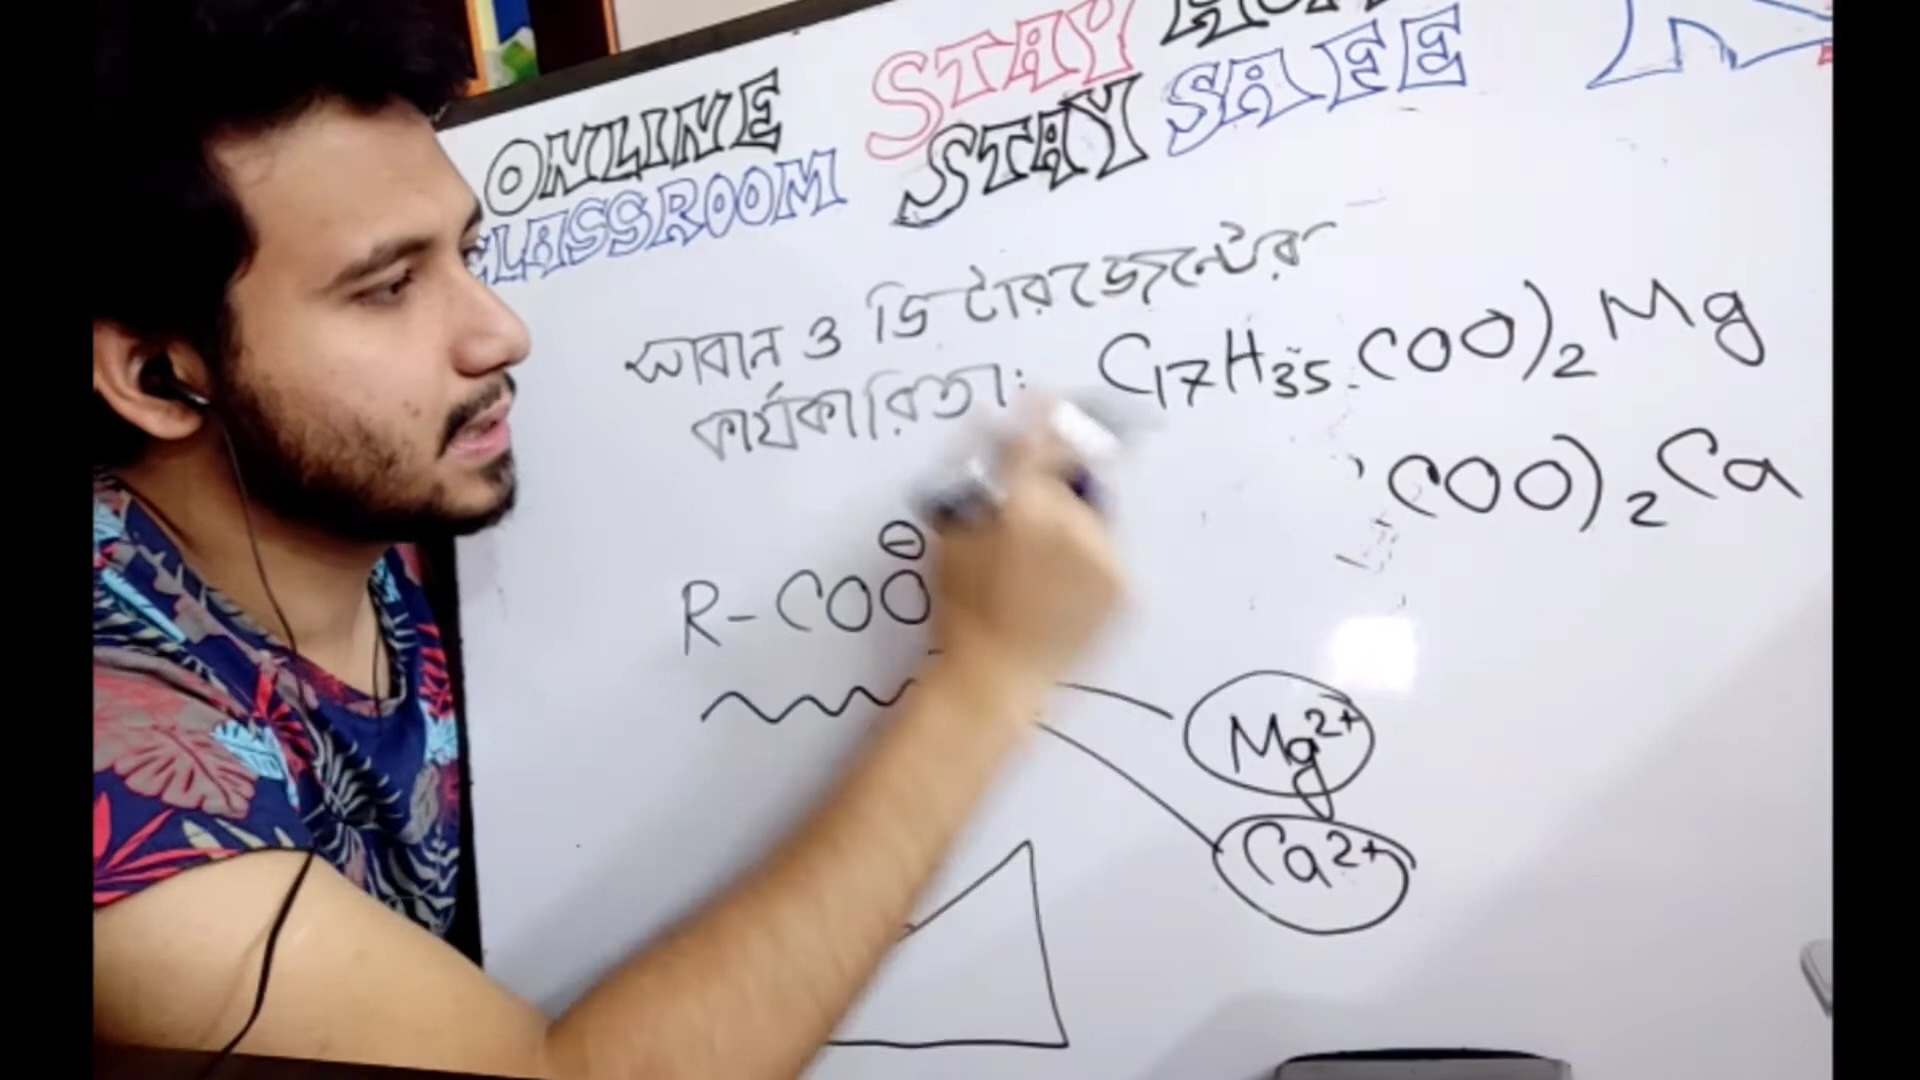 ONLINE
CLASSROOM
STAY
STAY SAFE
সাবান ও ডিটারজেন্টের
কার্যকারিতা:
C17H35COO)2Mg
COO)2Ca
R-COO⊖
Mg2+
Ca2+